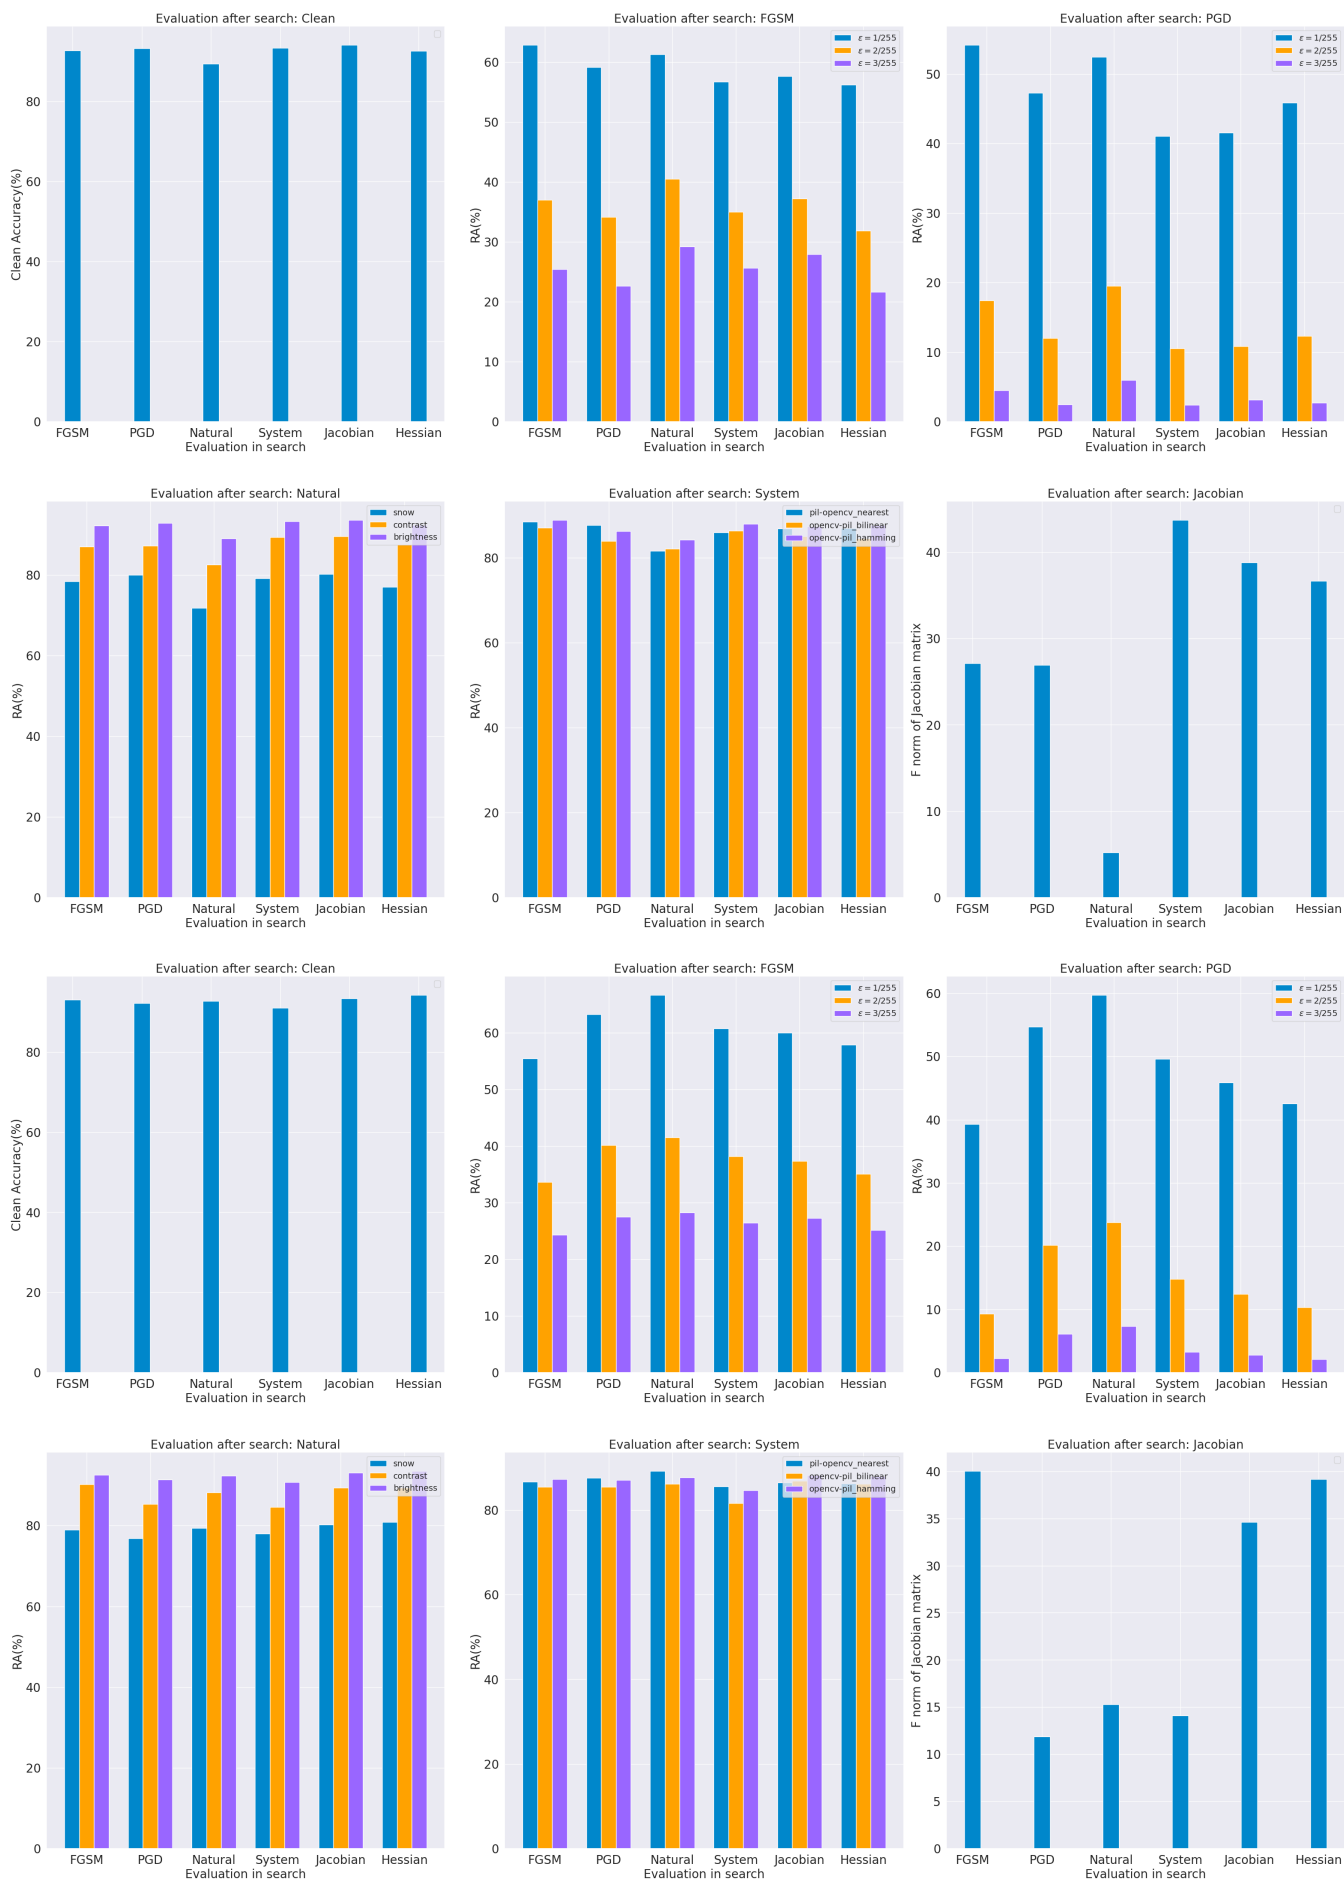 Evaluation after search: Clean
Clean Accuracy(%)
80
60
40
20
0
FGSM PGD Natural System Jacobian Hessian
Evaluation in search
Evaluation after search: FGSM
RA(%)
60
50
40
30
20
10
0
ε = 1/255
ε = 2/255
ε = 3/255
FGSM PGD Natural System Jacobian Hessian
Evaluation in search
Evaluation after search: PGD
RA(%)
50
40
30
20
10
0
ε = 1/255
ε = 2/255
ε = 3/255
FGSM PGD Natural System Jacobian Hessian
Evaluation in search
Evaluation after search: Natural
RA(%)
80
60
40
20
0
snow
contrast
brightness
FGSM PGD Natural System Jacobian Hessian
Evaluation in search
Evaluation after search: System
RA(%)
80
60
40
20
0
pil-opencv_nearest
opencv-pil_bilinear
opencv-pil_hamming
FGSM PGD Natural System Jacobian Hessian
Evaluation in search
Evaluation after search: Jacobian
F norm of Jacobian matrix
40
30
20
10
0
FGSM PGD Natural System Jacobian Hessian
Evaluation in search
Evaluation after search: Clean
Clean Accuracy(%)
80
60
40
20
0
FGSM PGD Natural System Jacobian Hessian
Evaluation in search
Evaluation after search: FGSM
RA(%)
60
50
40
30
20
10
0
ε = 1/255
ε = 2/255
ε = 3/255
FGSM PGD Natural System Jacobian Hessian
Evaluation in search
Evaluation after search: PGD
RA(%)
60
50
40
30
20
10
0
ε = 1/255
ε = 2/255
ε = 3/255
FGSM PGD Natural System Jacobian Hessian
Evaluation in search
Evaluation after search: Natural
RA(%)
80
60
40
20
0
snow
contrast
brightness
FGSM PGD Natural System Jacobian Hessian
Evaluation in search
Evaluation after search: System
RA(%)
80
60
40
20
0
pil-opencv_nearest
opencv-pil_bilinear
opencv-pil_hamming
FGSM PGD Natural System Jacobian Hessian
Evaluation in search
Evaluation after search: Jacobian
F norm of Jacobian matrix
40
35
30
25
20
15
10
5
0
FGSM PGD Natural System Jacobian Hessian
Evaluation in search